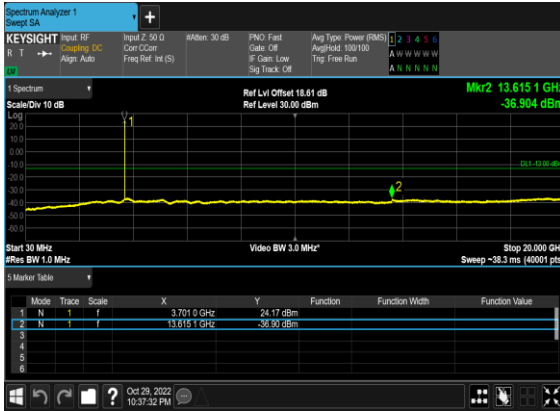 Spectrum Analyzer 1
Swept SA
+
KEYSIGHT
R T
Input: RF
Coupling: DC
Align: Auto
Input Z: 50 Ω
Corr CCorr
Freq Ref: Int (S)
#Atten: 30 dB
PNO: Fast
Gate: Off
IF Gain: Low
Sig Track: Off
Avg Type: Power (RMS)
Avg|Hold: 100/100
Trig: Free Run
1 2 3 4 5 6
A W W W W W
A N N N N N
1 Spectrum
Scale/Div 10 dB
Log
Ref Lvl Offset 18.61 dB
Ref Level 30.00 dBm
Mkr2 13.615 1 GHz
-36.904 dBm
1
2
20.0
10.0
0.00
-10.0
DL1 -13.00 dBm
-20.0
-30.0
-40.0
-50.0
-60.0
Start 30 MHz
#Res BW 1.0 MHz
Video BW 3.0 MHz*
Stop 20.000 GH
Sweep ~38.3 ms (40001 pts
5 Marker Table
Mode Trace Scale X Y Function Function Width Function Value
1 N 1 f 3.701 0 GHz 24.17 dBm
2 N 1 f 13.615 1 GHz -36.90 dBm
3
4
5
6
?
Oct 29, 2022
10:37:32 PM